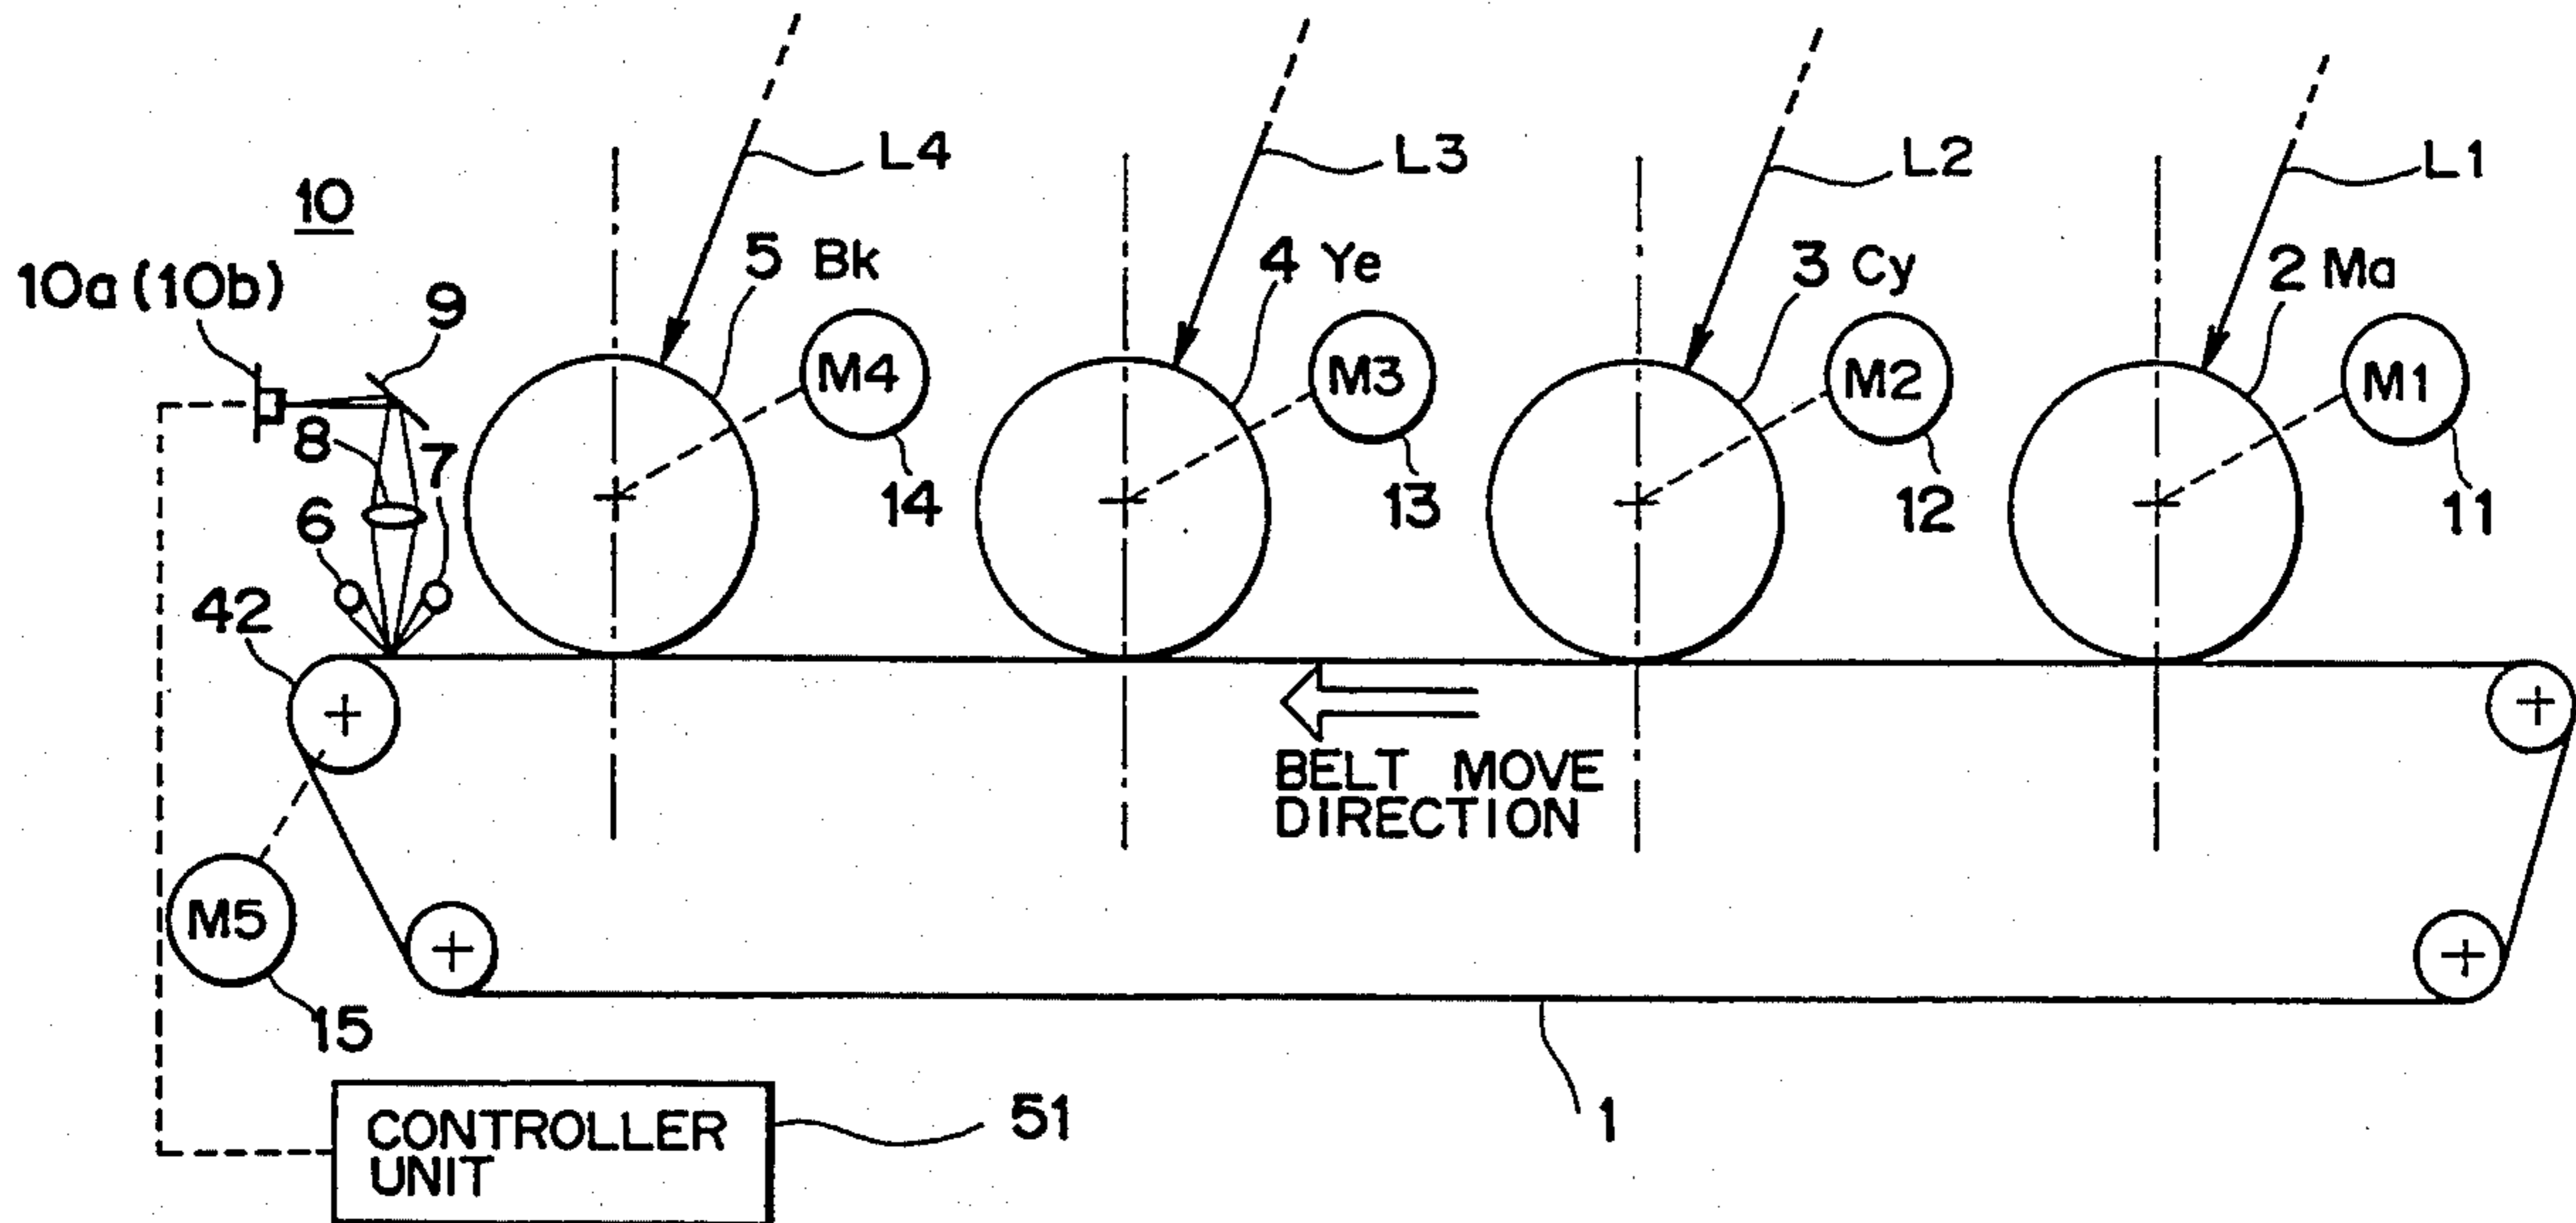 L4
L3
L2
L1
10
5 Bk
4 Ye
3 Cy
2 Ma
10a (10b)
9
M4
M3
M2
M1
8
7
14
13
12
11
6
42
BELT MOVE
DIRECTION
M5
15
CONTROLLER
UNIT
51
1